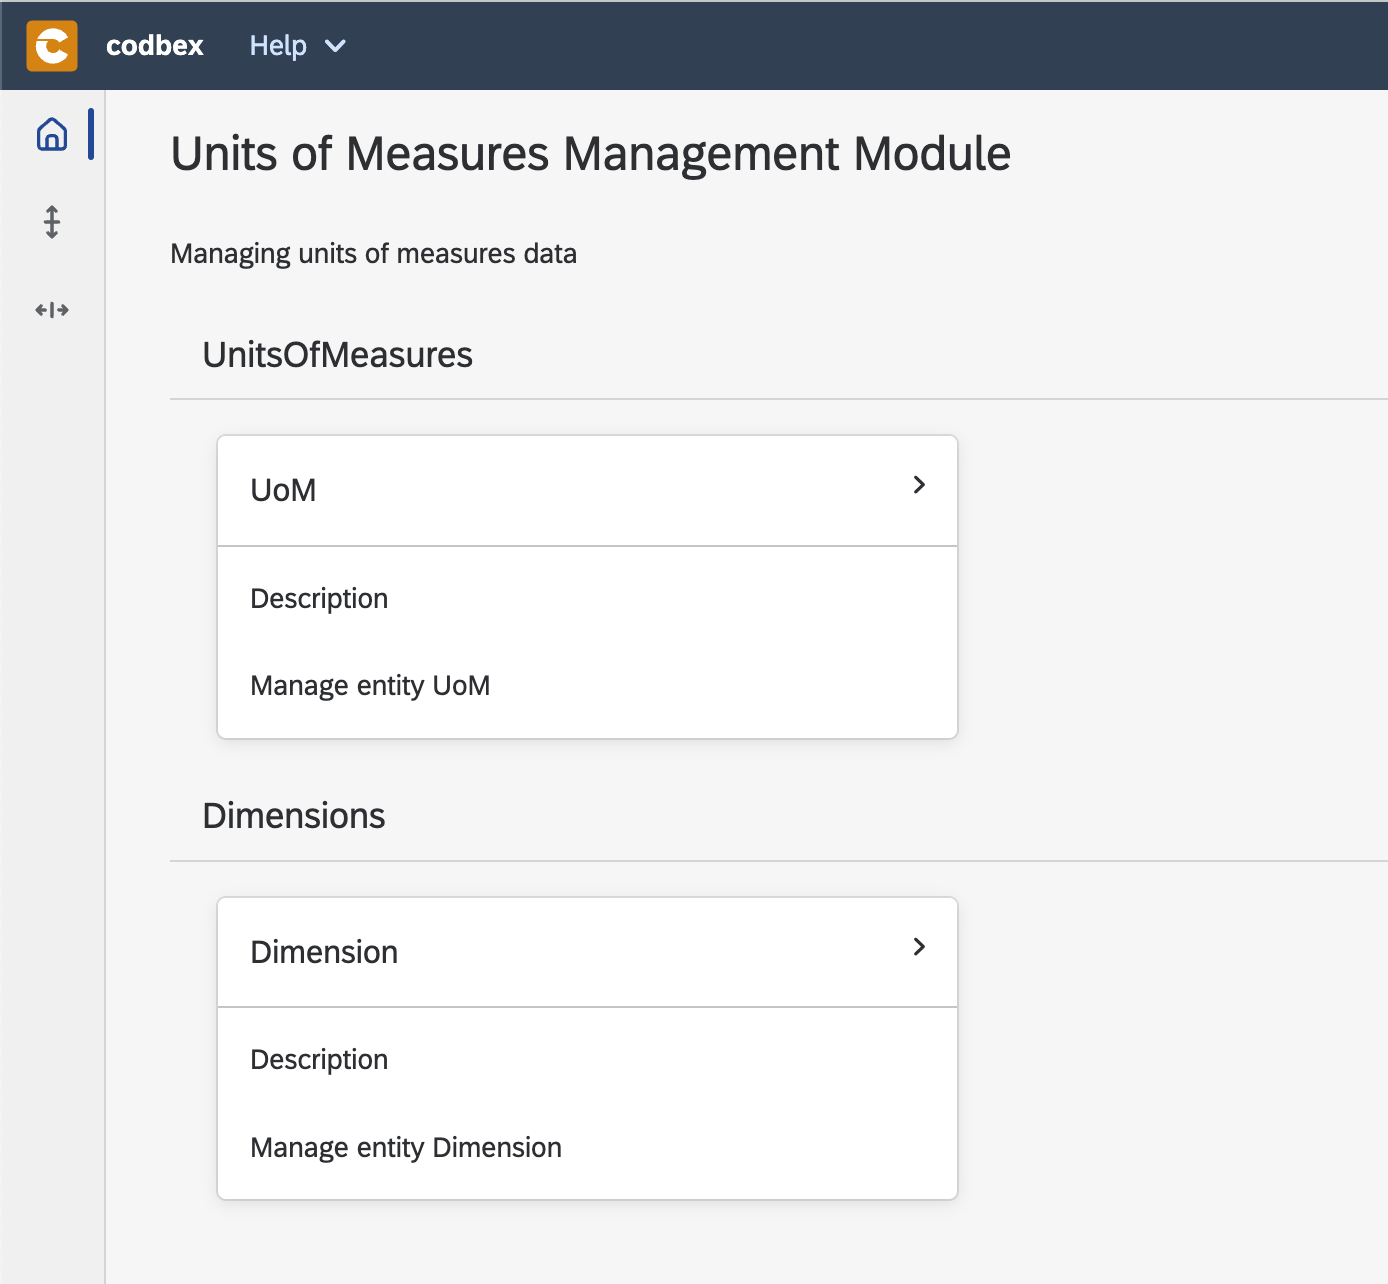 codbex Help
Units of Measures Management Module
Managing units of measures data
UnitsOfMeasures
UoM
Description
Manage entity UoM
Dimensions
Dimension
Description
Manage entity Dimension